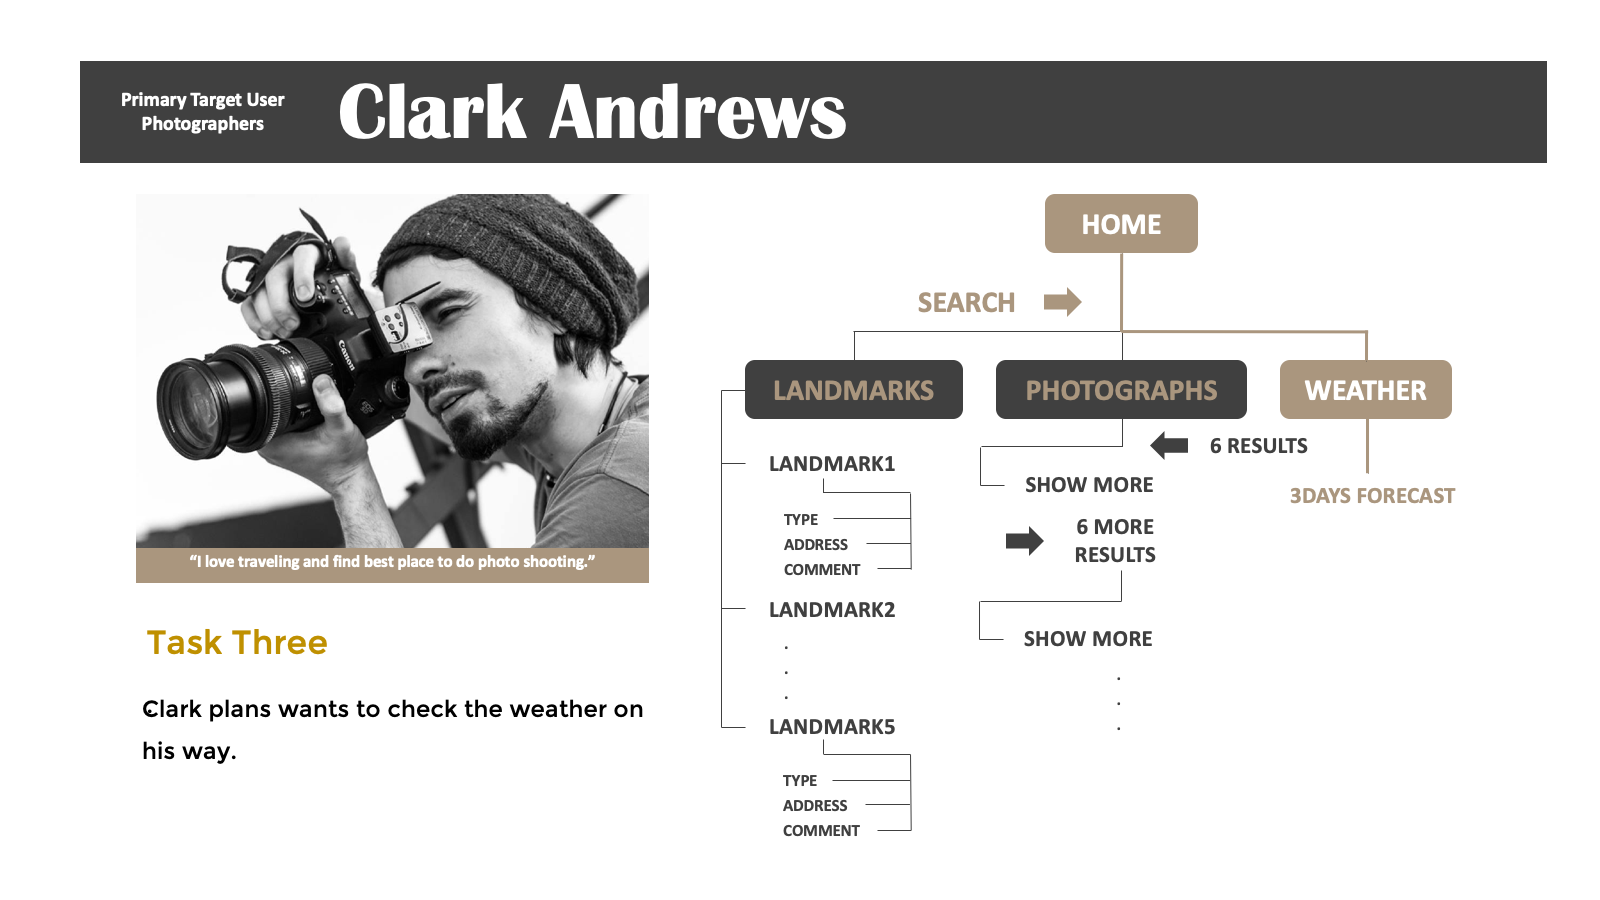 Primary Target User
Photographers
Clark Andrews
Canon
“I love traveling and find best place to do photo shooting.”
Task Three
Clark plans wants to check the weather on
his way.
HOME
SEARCH
LANDMARKS
PHOTOGRAPHS
WEATHER
LANDMARK1
TYPE
ADDRESS
COMMENT
LANDMARK2
.
.
.
LANDMARK5
TYPE
ADDRESS
COMMENT
6 RESULTS
SHOW MORE
6 MORE
RESULTS
SHOW MORE
.
.
.
3DAYS FORECAST